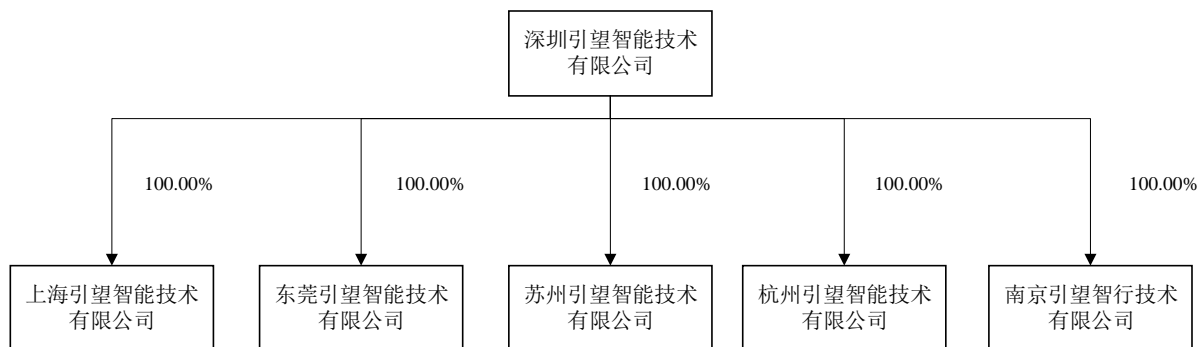 深圳引望智能技术
有限公司
100.00%
100.00%
100.00%
100.00%
100.00%
上海引望智能技术
有限公司
东莞引望智能技术
有限公司
苏州引望智能技术
有限公司
杭州引望智能技术
有限公司
南京引望智行技术
有限公司